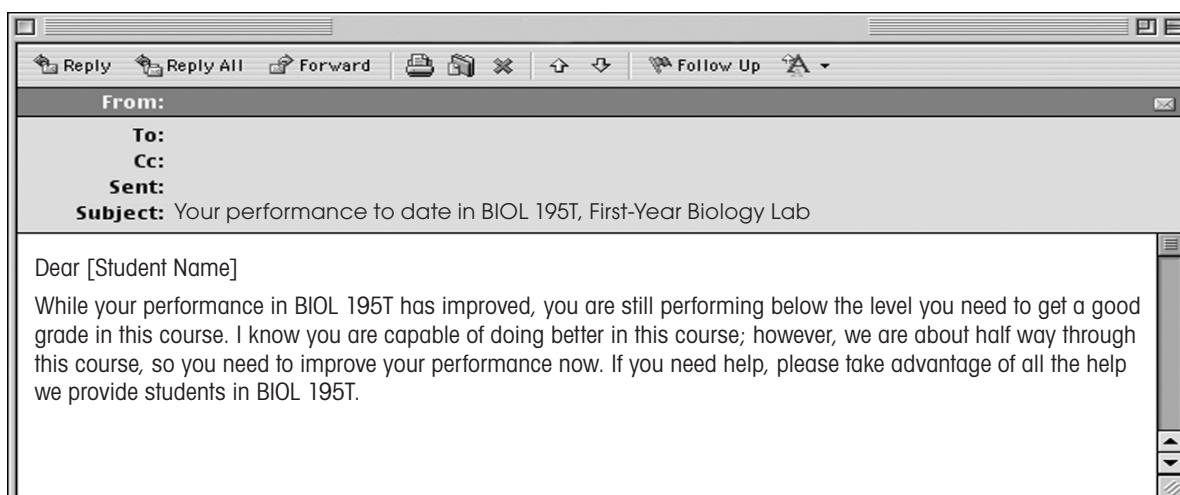 Reply Reply All Forward Follow Up
From:
To:
Cc:
Sent:
Subject: Your performance to date in BIOL 195T, First-Year Biology Lab
Dear [Student Name]
While your performance in BIOL 195T has improved, you are still performing below the level you need to get a good
grade in this course. I know you are capable of doing better in this course; however, we are about half way through
this course, so you need to improve your performance now. If you need help, please take advantage of all the help
we provide students in BIOL 195T.